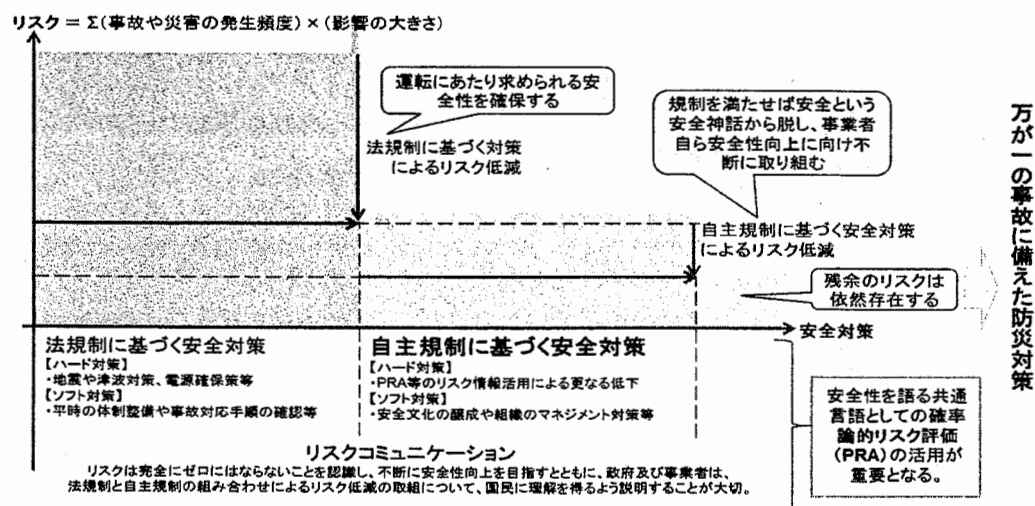 リスク = Σ(事故や災害の発生頻度) × (影響の大きさ)
運転にあたり求められる安
全性を確保する
法規制に基づく対策
によるリスク低減
規制を満たせば安全という
安全神話から脱し、事業者
自ら安全性向上に向け不
断に取り組む
自主規制に基づく安全対策
によるリスク低減
残余のリスクは
依然存在する
安全対策
万が一の事故に備えた防災対策
法規制に基づく安全対策
【ハード対策】
・地震や津波対策、電源確保策等
【ソフト対策】
・平時の体制整備や事故対応手順の確認等
自主規制に基づく安全対策
【ハード対策】
・PRA等のリスク情報活用による更なる低下
【ソフト対策】
・安全文化の醸成や組織のマネジメント対策等
安全性を語る共通
言語としての確率
論的リスク評価
(PRA)の活用が
重要となる。
リスクコミュニケーション
リスクは完全にゼロにはならないことを認識し、不断に安全性向上を目指すとともに、政府及び事業者は、
法規制と自主規制の組み合わせによるリスク低減の取組について、国民に理解を得るよう説明することが大切。